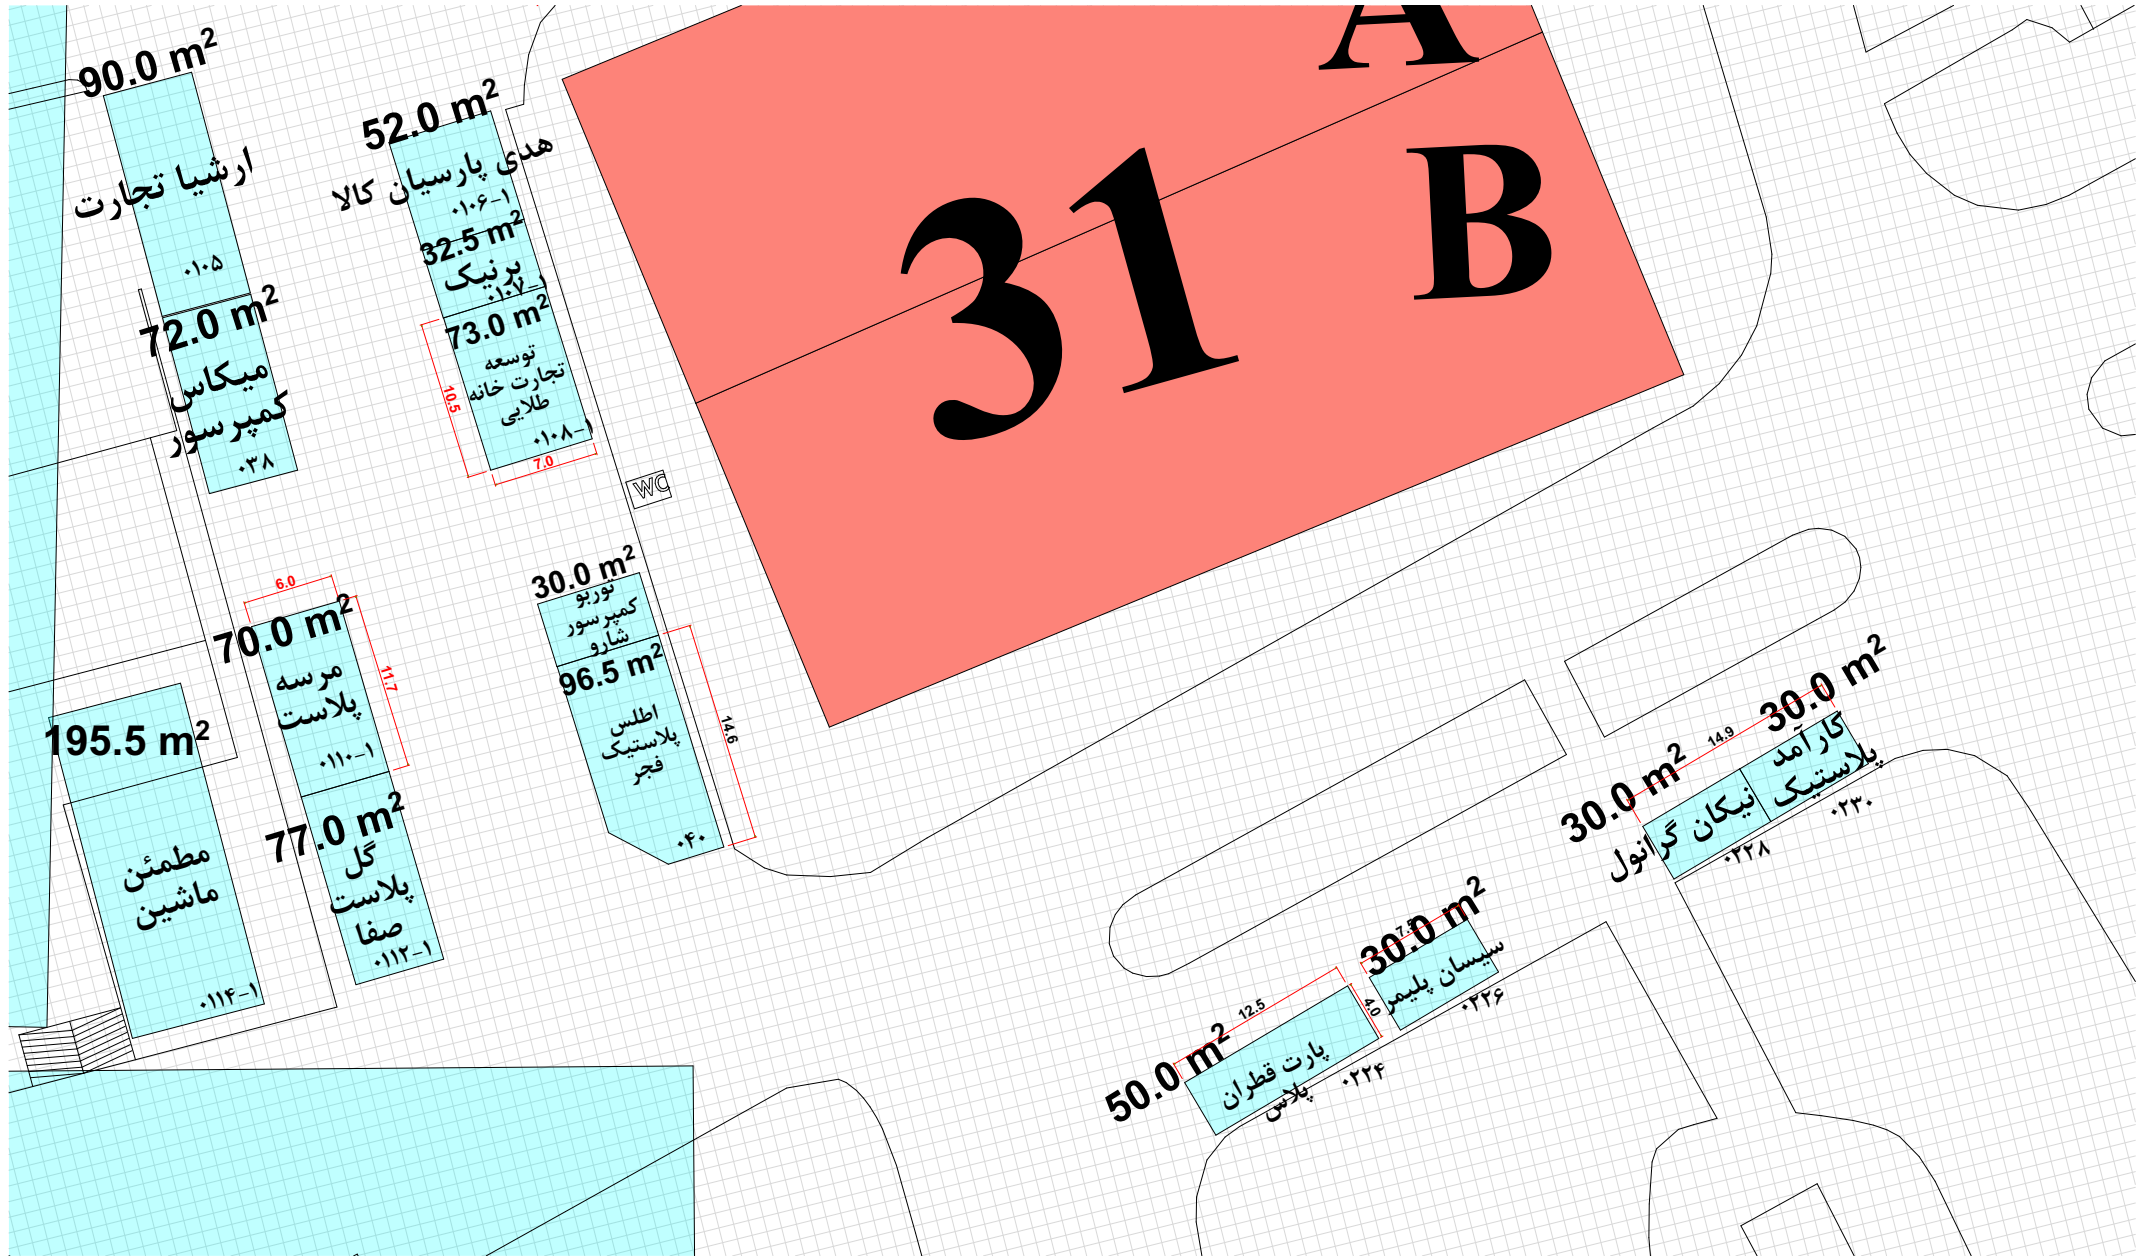 90.0 m²
ارشیا تجارت
۰۱۰۵
72.0 m²
میکاس
کمپرسور
۰۳۸
52.0 m²
هدی پارسیان کالا
۰۱۰۶-۱
32.5 m²
برنیک
۰۱۰۷-۱
73.0 m²
توسعه
تجارت خانه
طلایی
۰۱۰۸-۱
10.5
7.0
WC
A
31
B
6.0
70.0 m²
مرسه
پلاست
۰۱۱۰-۱
11.7
77.0 m²
گل
پلاست
صفا
۰۱۱۲-۱
195.5 m²
مطمئن
ماشین
۰۱۱۴-۱
30.0 m²
توربو
کمپرسور
شارو
96.5 m²
اطلس
پلاستیک
فجر
۰۴۰
14.6
30.0 m²
کارآمد
پلاستیک
۰۲۳۰
14.9
30.0 m²
نیکان گرانول
۰۲۲۸
30.0 m²
7.5
سیسان پلیمر
۰۲۲۶
4.0
12.5
50.0 m²
پارت قطران
پلاس
۰۲۲۴